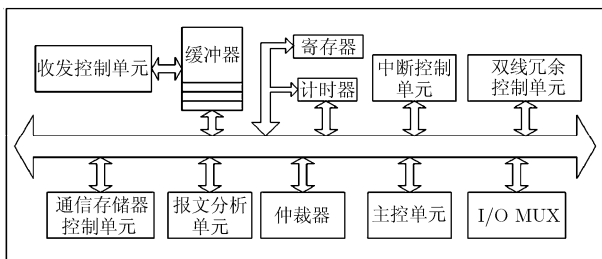 收发控制单元
缓冲器
寄存器
计时器
中断控制
单元
双线冗余
控制单元
通信存储器
控制单元
报文分析
单元
仲裁器
主控单元
I/O MUX